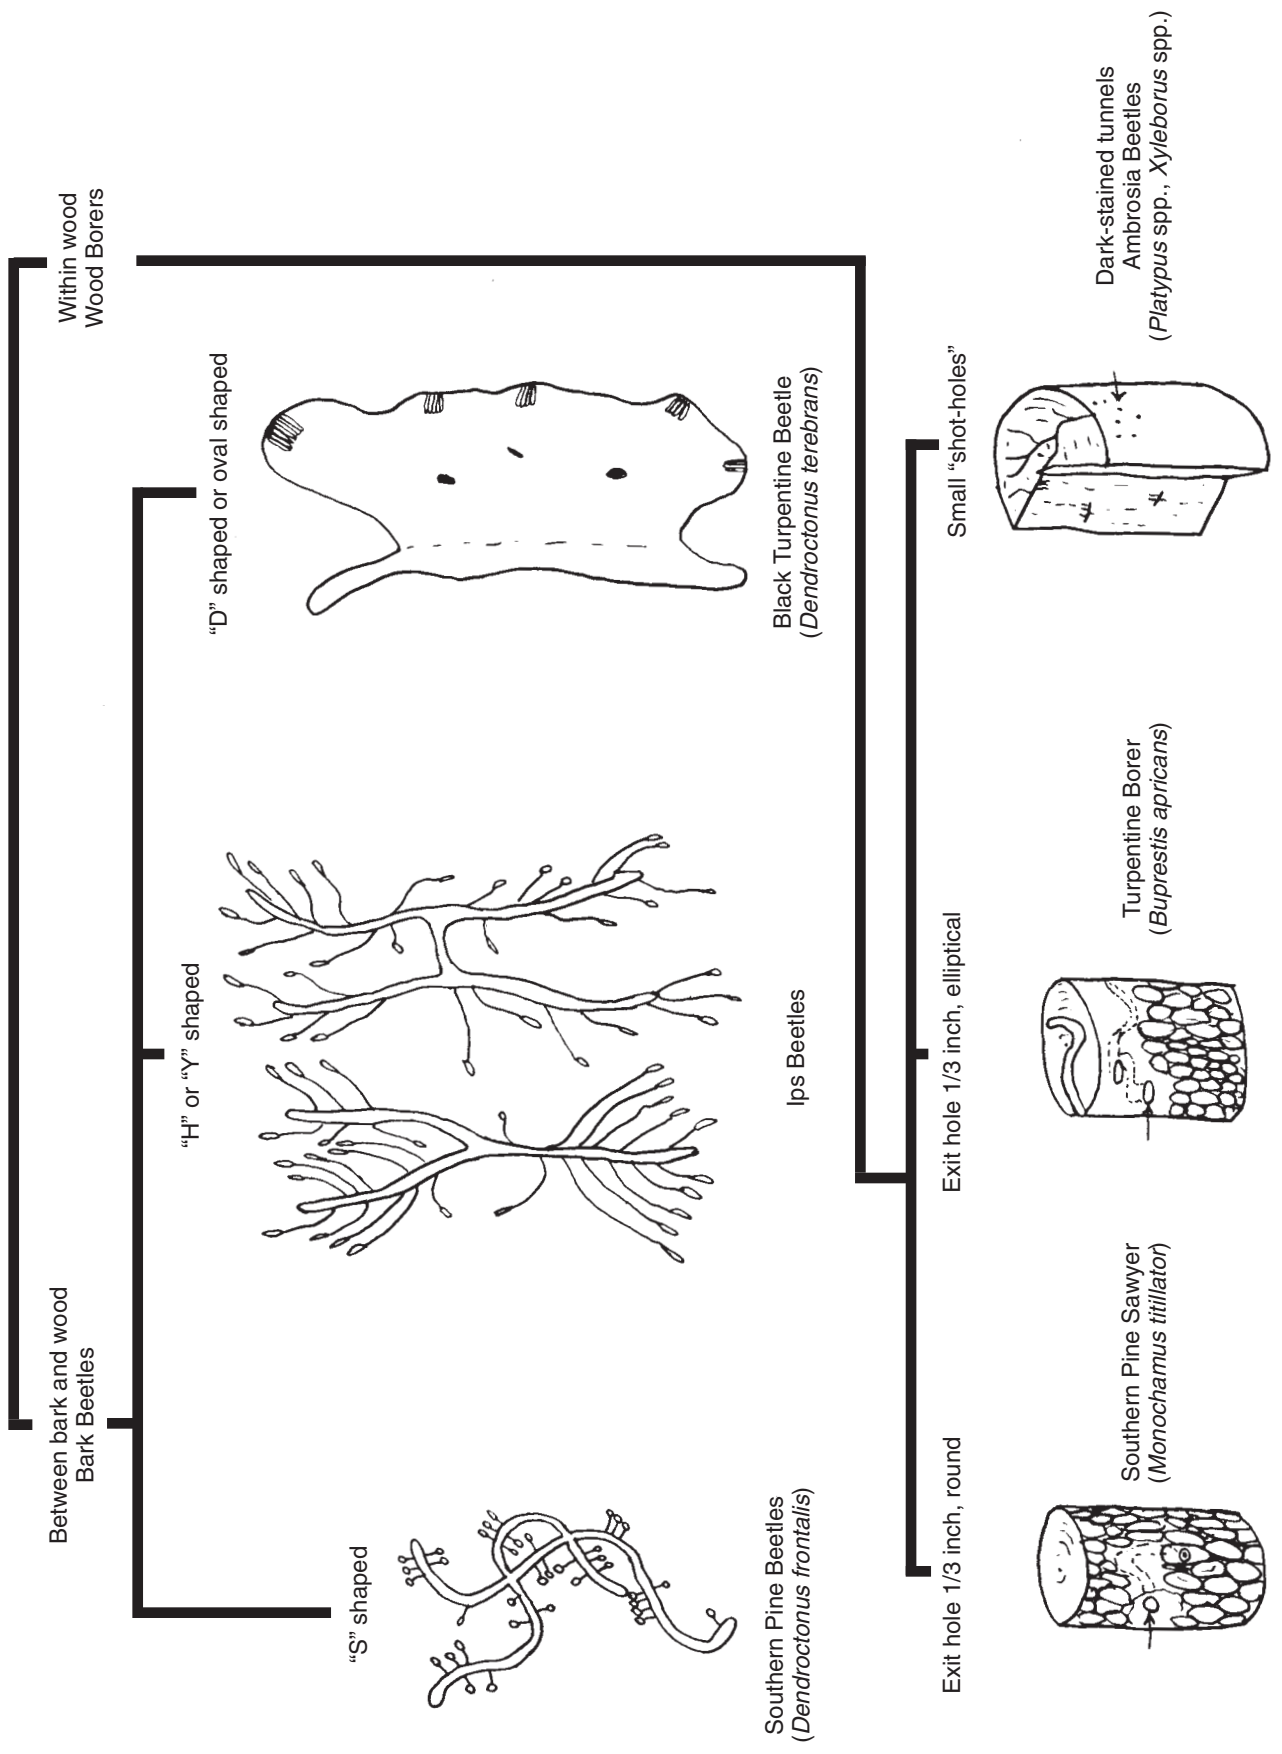 Between bark and wood
Bark Beetles
Within wood
Wood Borers
“S” shaped
“H” or “Y” shaped
“D” shaped or oval shaped
Southern Pine Beetles
(Dendroctonus frontalis)
Ips Beetles
Black Turpentine Beetle
(Dendroctonus terebrans)
Exit hole 1/3 inch, round
Exit hole 1/3 inch, elliptical
Small “shot-holes”
Southern Pine Sawyer
(Monochamus titillator)
Turpentine Borer
(Buprestis apricans)
Dark-stained tunnels
Ambrosia Beetles
(Platypus spp., Xyleborus spp.)